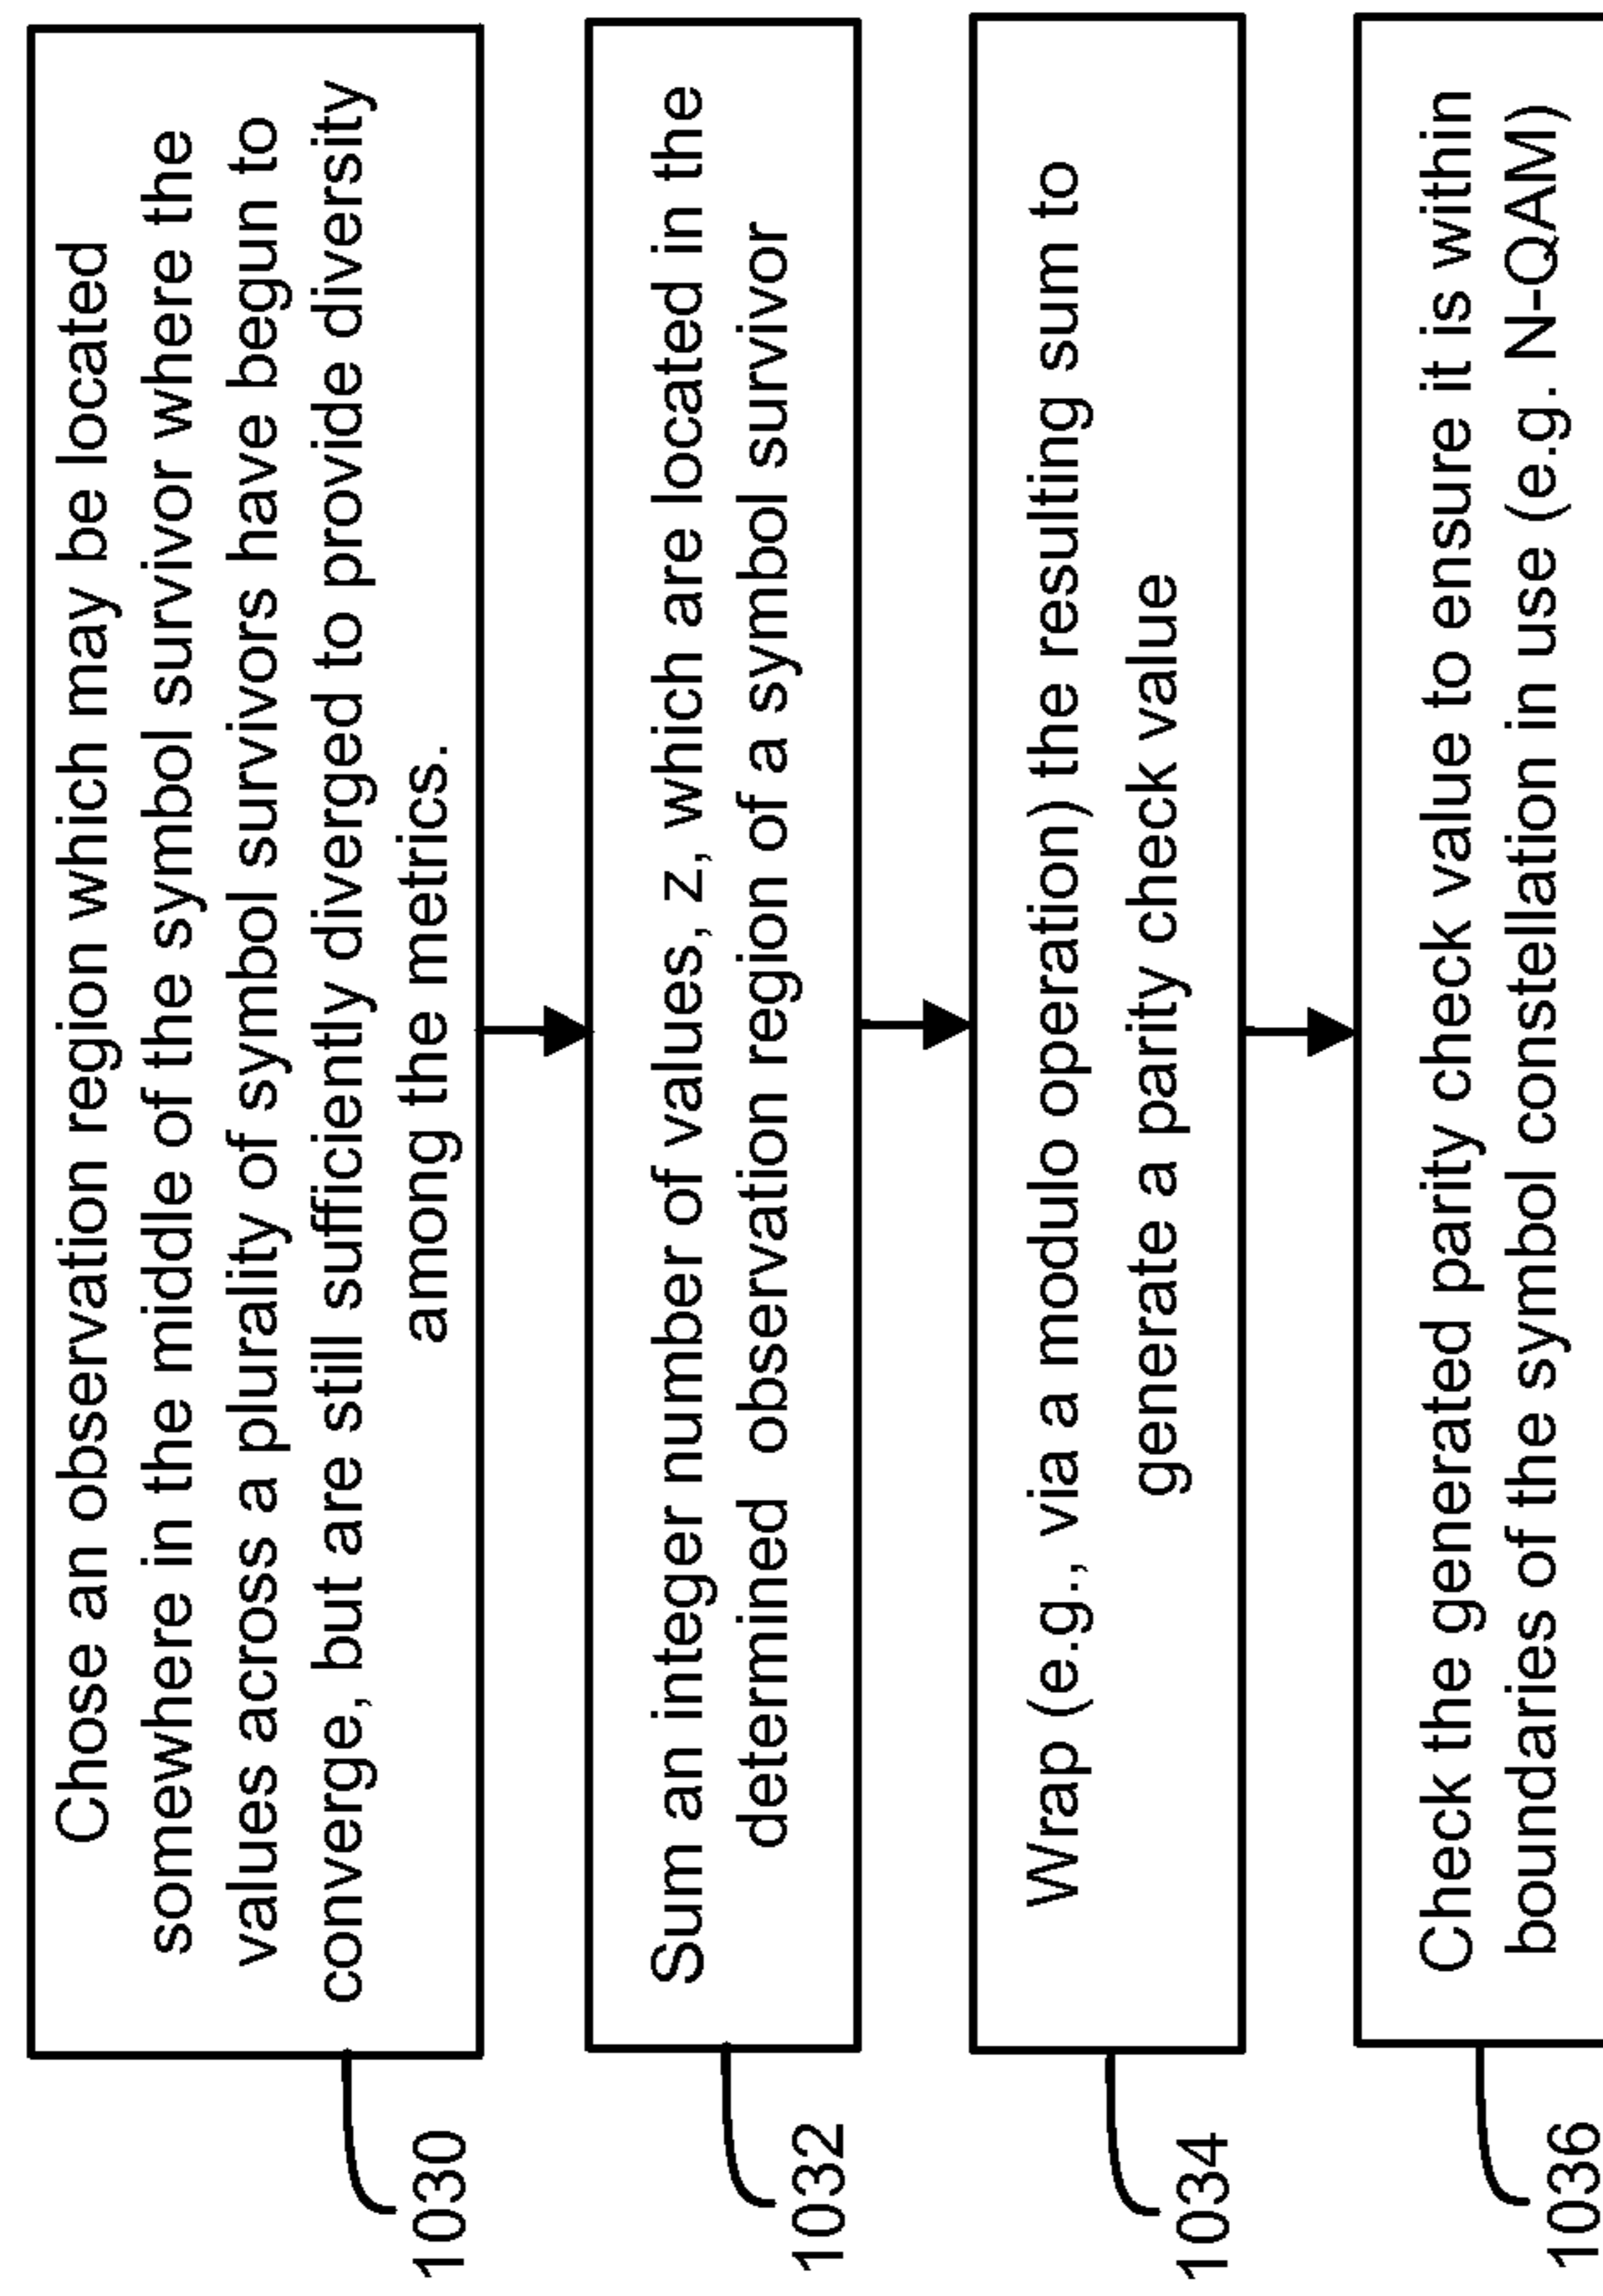 Chose an observation region which may be located
somewhere in the middle of the symbol survivor where the
values across a plurality of symbol survivors have begun to
converge, but are still sufficiently diverged to provide diversity
among the metrics.
1030
Sum an integer number of values, z, which are located in the
determined observation region of a symbol survivor
1032
Wrap (e.g., via a modulo operation) the resulting sum to
generate a parity check value
1034
Check the generated parity check value to ensure it is within
boundaries of the symbol constellation in use (e.g. N-QAM)
1036